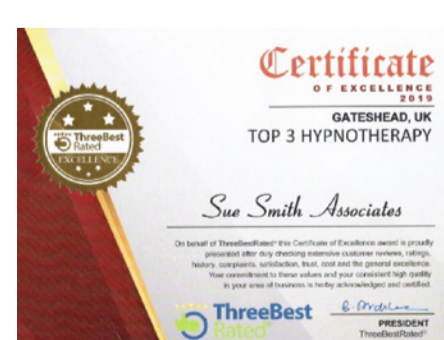 Certificate
OF EXCELLENCE
2019
GATESHEAD, UK
TOP 3 HYPNOTHERAPY
ThreeBest
Rated
EXCELLENCE
Sue Smith Associates
On behalf of ThreeBestRated® this Certificate of Excellence award is proudly
presented after duly checking extensive customer reviews, ratings,
history, complaints, satisfaction, trust, cost and the general excellence.
Your commitment to these values and your consistent high quality
in your area of business is herby acknowledged and certified.
ThreeBest
Rated®
PRESIDENT
ThreeBestRated®